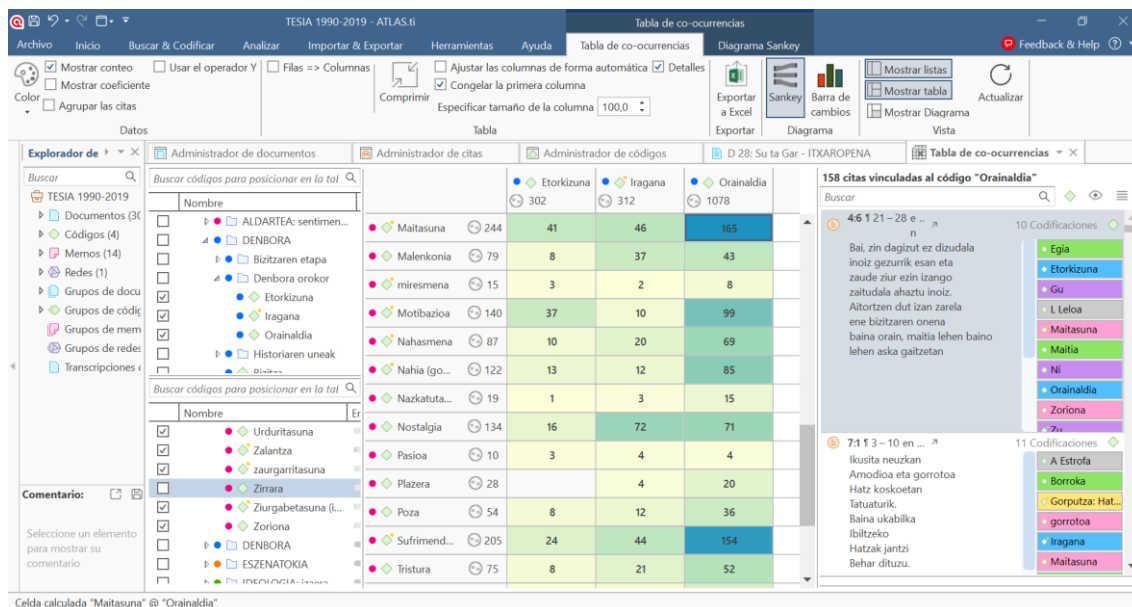 TESIA 1990-2019 - ATLAS.ti
Tabla de co-ocurrencias
Archivo Inicio Buscar & Codificar Analizar Importar & Exportar Herramientas Ayuda Tabla de co-ocurrencias Diagrama Sankey Feedback & Help
Color
Mostrar conteo
Mostrar coeficiente
Agrupar las citas
Usar el operador Y
Datos
Filas => Columnas
Comprimir
Ajustar las columnas de forma automática Detalles
Congelar la primera columna
Especificar tamaño de la columna 100,0
Tabla
Exportar a Excel
Exportar
Sankey
Barra de cambios
Diagrama
Mostrar listas
Mostrar tabla
Mostrar Diagrama
Vista
Actualizar
Explorador de
Administrador de documentos
Administrador de citas
Administrador de códigos
D 28: Su ta Gar - ITXAROPENA
Tabla de co-ocurrencias
Buscar
TESIA 1990-2019
Documentos (30
Códigos (4)
Memos (14)
Redes (1)
Grupos de docu
Grupos de códig
Grupos de mem
Grupos de redes
Transcripciones
Comentario:
Seleccione un elemento
para mostrar su
comentario
Buscar códigos para posicionar en la tal
Nombre
ALDARTEA: sentimen...
DENBORA
Bizitzaren etapa
Denbora orokor
Etorkizuna
Iragana
Orainaldia
Historiaren uneak
Bizitza
Buscar códigos para posicionar en la tal
Nombre Er
Urduritasuna
Zalantza
zaurgarritasuna
Zirrara
Ziurgabetasuna (i...
Zoriona
DENBORA
ESZENATOKIA
IDEOLOGIA: izaera
Etorkizuna Iragana Orainaldia
302 312 1078
Maitasuna 244 41 46 165
Malenkonia 79 8 37 43
miresmena 15 3 2 8
Motibazioa 140 37 10 99
Nahasmena 87 10 20 69
Nahia (go... 122 13 12 85
Nazkatuta... 19 1 3 15
Nostalgia 134 16 72 71
Pasioa 10 3 4 4
Plazera 28 4 20
Poza 54 8 12 36
Sufrimend... 205 24 44 154
Tristura 75 8 21 52
158 citas vinculadas al código "Orainaldia"
Buscar
4:6 ¶ 21 – 28 e ..
n
10 Codificaciones
Bai, zin dagizut ez dizudala
inoiz gezurrik esan eta
zaude ziur ezin izango
zaitudala ahaztu inoiz.
Aitortzen dut izan zarela
ene bizitzaren onena
baina orain, maitia lehen baino
lehen aska gaitzetan
Egia
Etorkizuna
Gu
L Leloa
Maitasuna
Maitia
Ni
Orainaldia
Zoriona
Zu
7:1 ¶ 3 – 10 en ...
11 Codificaciones
Ikusita neuzkan
Amodioa eta gorrotoa
Hatz koskoetan
Tatuaturik.
Baina ukabilka
Ibiltzeko
Hatzak jantzi
Behar dituzu.
A Estrofa
Borroka
Gorputza: Hat...
gorrotoa
Iragana
Maitasuna
Celda calculada "Maitasuna" @ "Orainaldia"